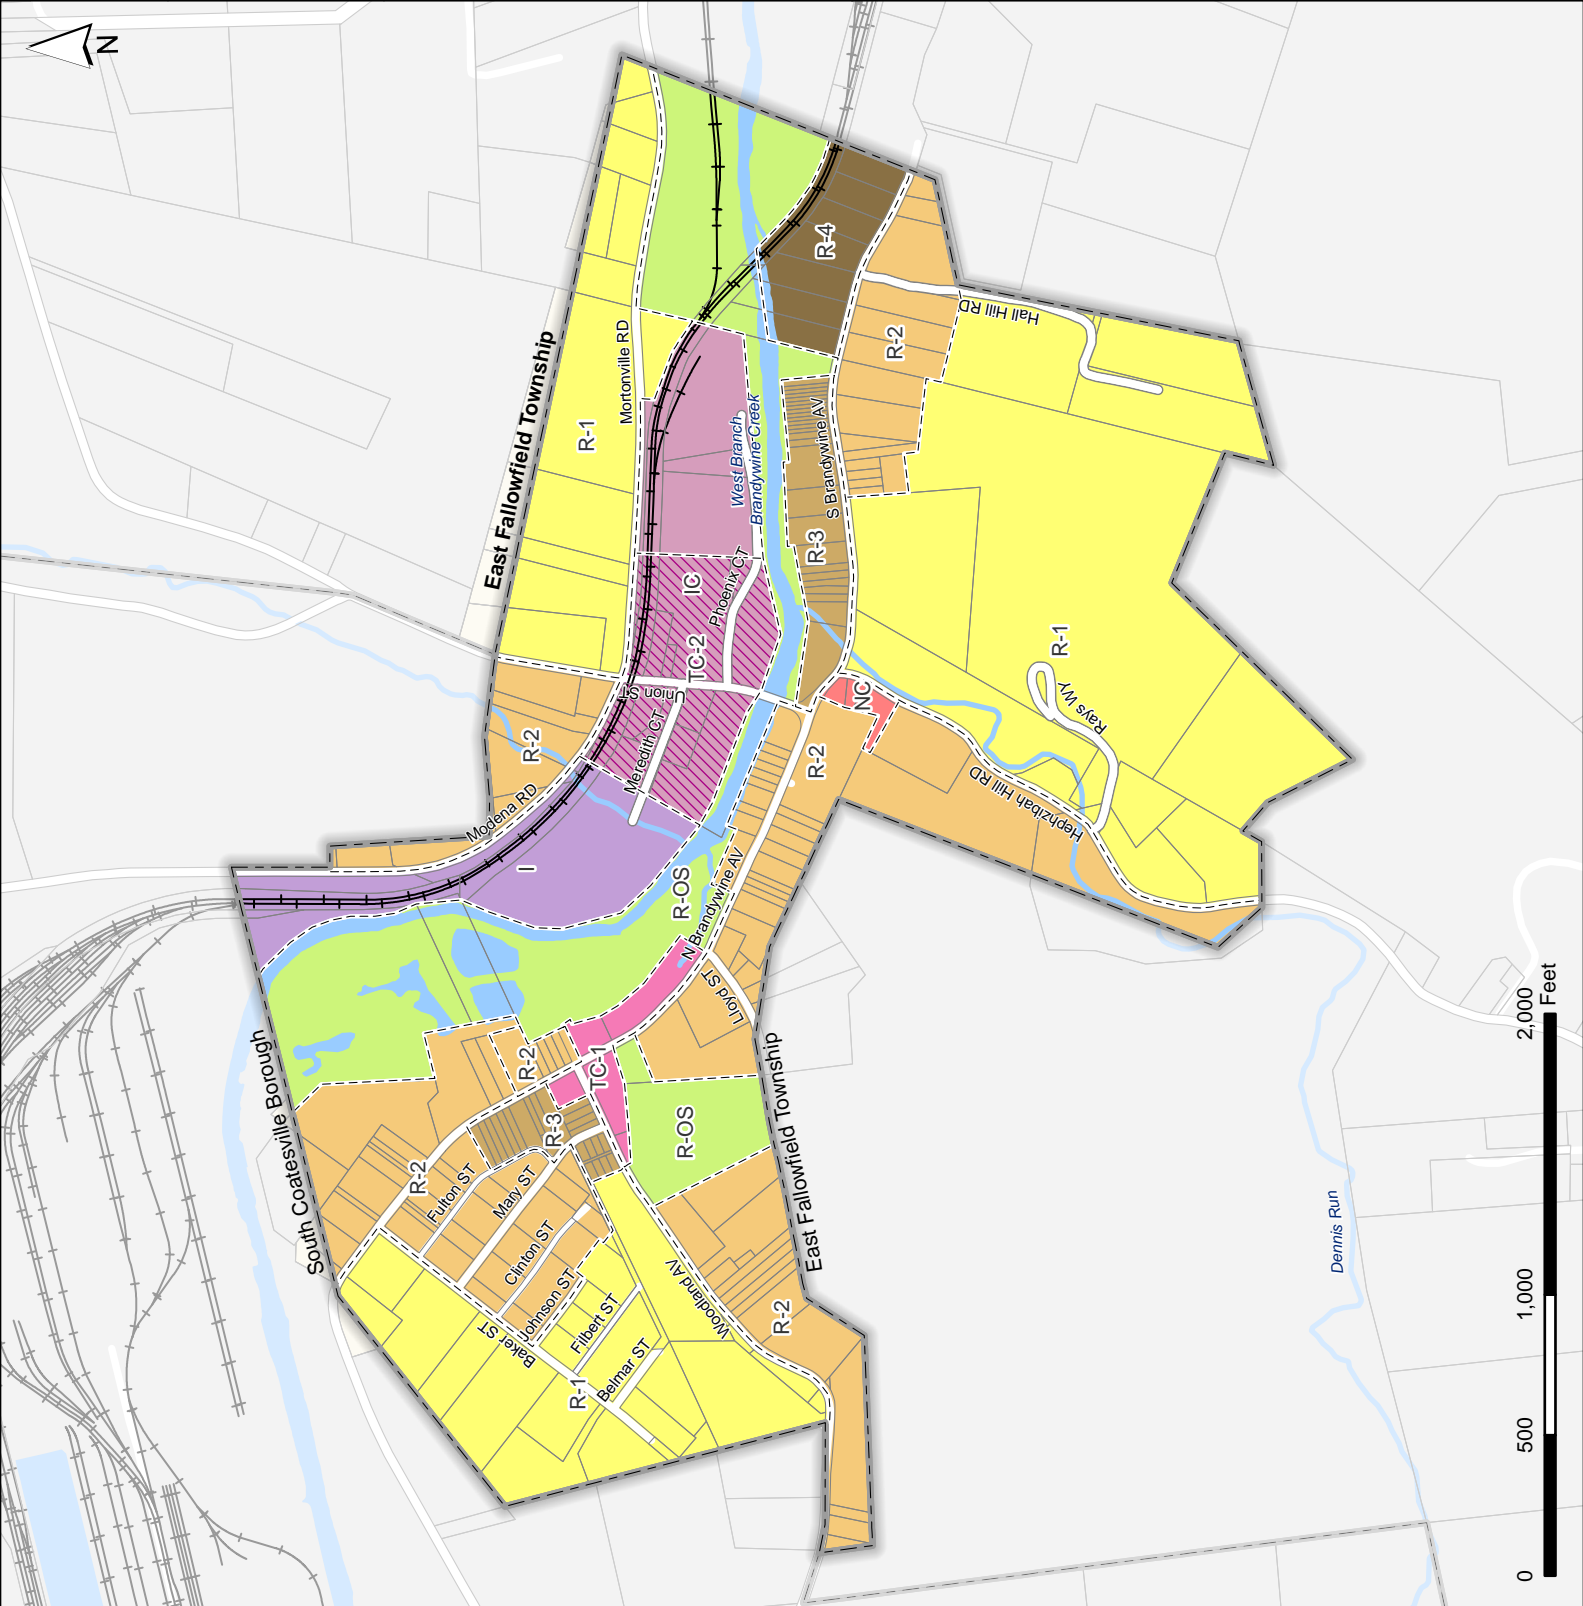 N
East Fallowfield Township
R-1
Mortonville RD
R-4
R-2
Hall Hill RD
West Branch
Brandywine Creek
S Brandywine AV
R-3
IC
Phoenix CT
TC-2
Union ST
Meredith CT
R-2
Modena RD
I
NC
R-2
R-1
Rays WY
Hephzibah Hill RD
R-OS
N Brandywine AV
Lloyd ST
South Coatesville Borough
R-2
TC-1
R-3
R-OS
East Fallowfield Township
R-2
Fulton ST
Mary ST
Clinton ST
Johnson ST
Baker ST
Filbert ST
Belmar ST
R-1
Woodland AV
R-2
Dennis Run
0
500
1,000
2,000
Feet